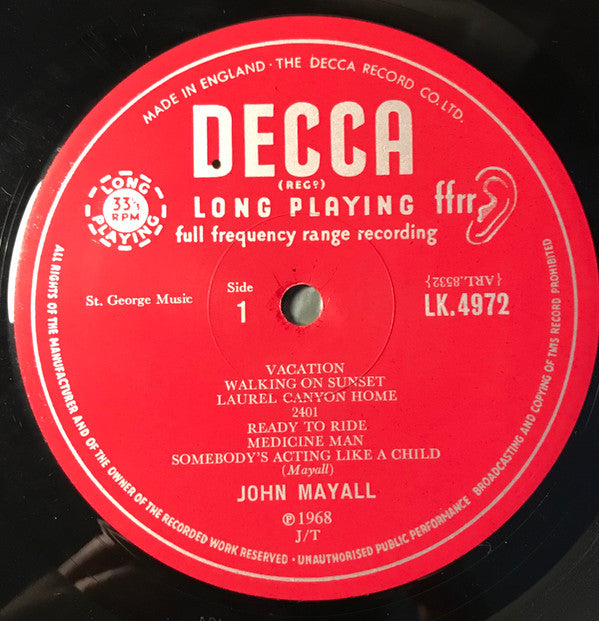 MADE IN ENGLAND · THE DECCA RECORD CO. LTD.
DECCA
(REGD)
LONG PLAYING
33⅓
RPM
LONG PLAYING
ffrr
full frequency range recording
St. George Music
Side
1
{ARL.8532}
LK.4972
VACATION
WALKING ON SUNSET
LAUREL CANYON HOME
2401
READY TO RIDE
MEDICINE MAN
SOMEBODY'S ACTING LIKE A CHILD
(Mayall)
JOHN MAYALL
℗ 1968
J/T
ALL RIGHTS OF THE MANUFACTURER AND OF THE OWNER OF THE RECORDED WORK RESERVED · UNAUTHORISED PUBLIC PERFORMANCE BROADCASTING AND COPYING OF THIS RECORD PROHIBITED